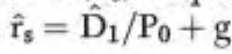 r̂ₛ = D̂₁/P₀ + g